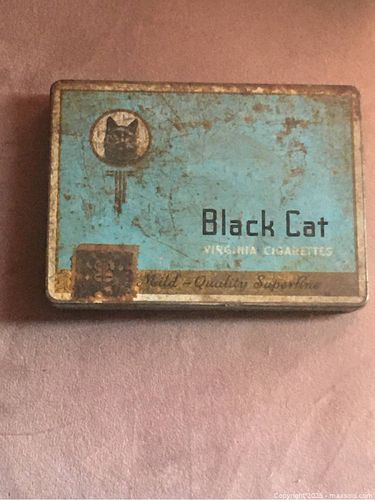 Black Cat
VIRGINIA CIGARETTES
Mild - Quality Superfine